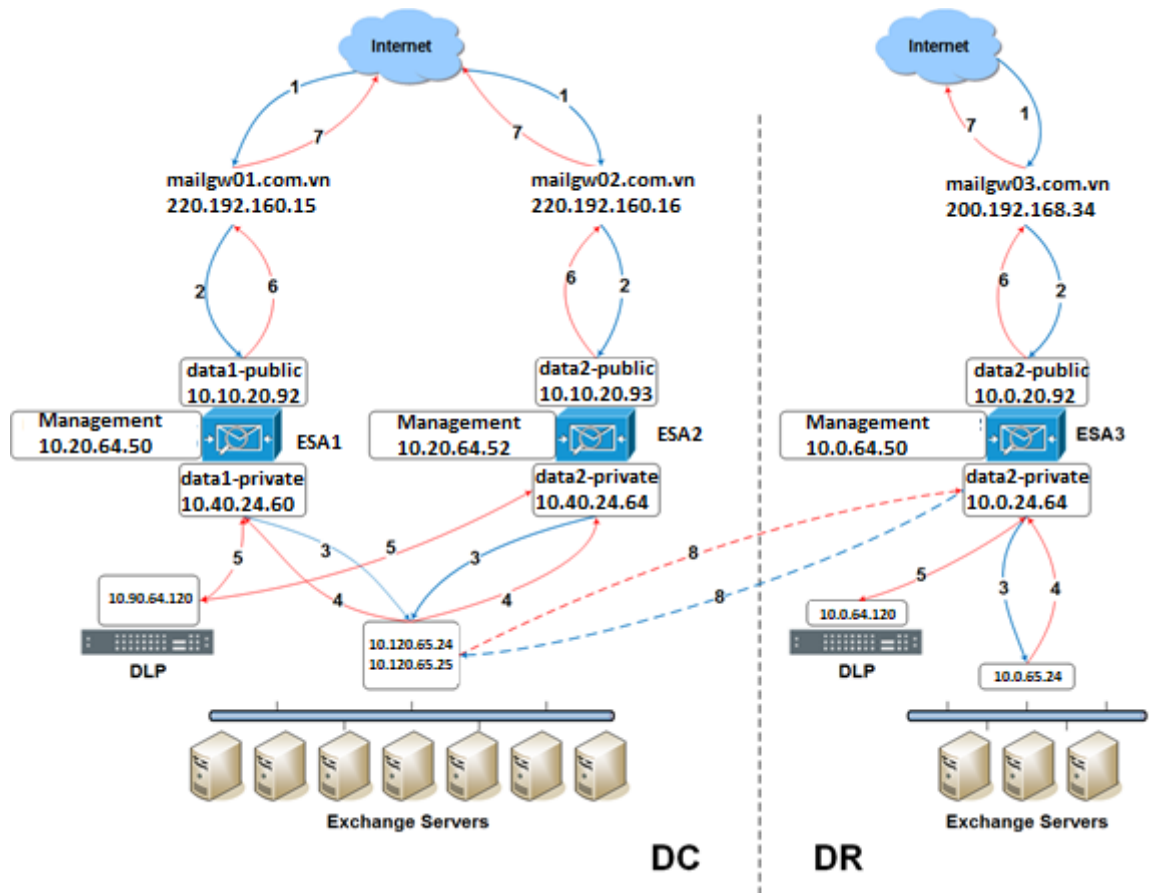 Internet
Internet
1
1
1
7
7
7
mailgw01.com.vn
220.192.160.15
mailgw02.com.vn
220.192.160.16
mailgw03.com.vn
200.192.168.34
2
6
6
2
6
2
data1-public
10.10.20.92
data2-public
10.10.20.93
data2-public
10.0.20.92
Management
10.20.64.50
ESA1
Management
10.20.64.52
ESA2
Management
10.0.64.50
ESA3
data1-private
10.40.24.60
data2-private
10.40.24.64
data2-private
10.0.24.64
5
3
5
3
8
5
3
4
4
4
8
10.90.64.120
DLP
10.120.65.24
10.120.65.25
10.0.64.120
DLP
10.0.65.24
Exchange Servers
Exchange Servers
DC
DR